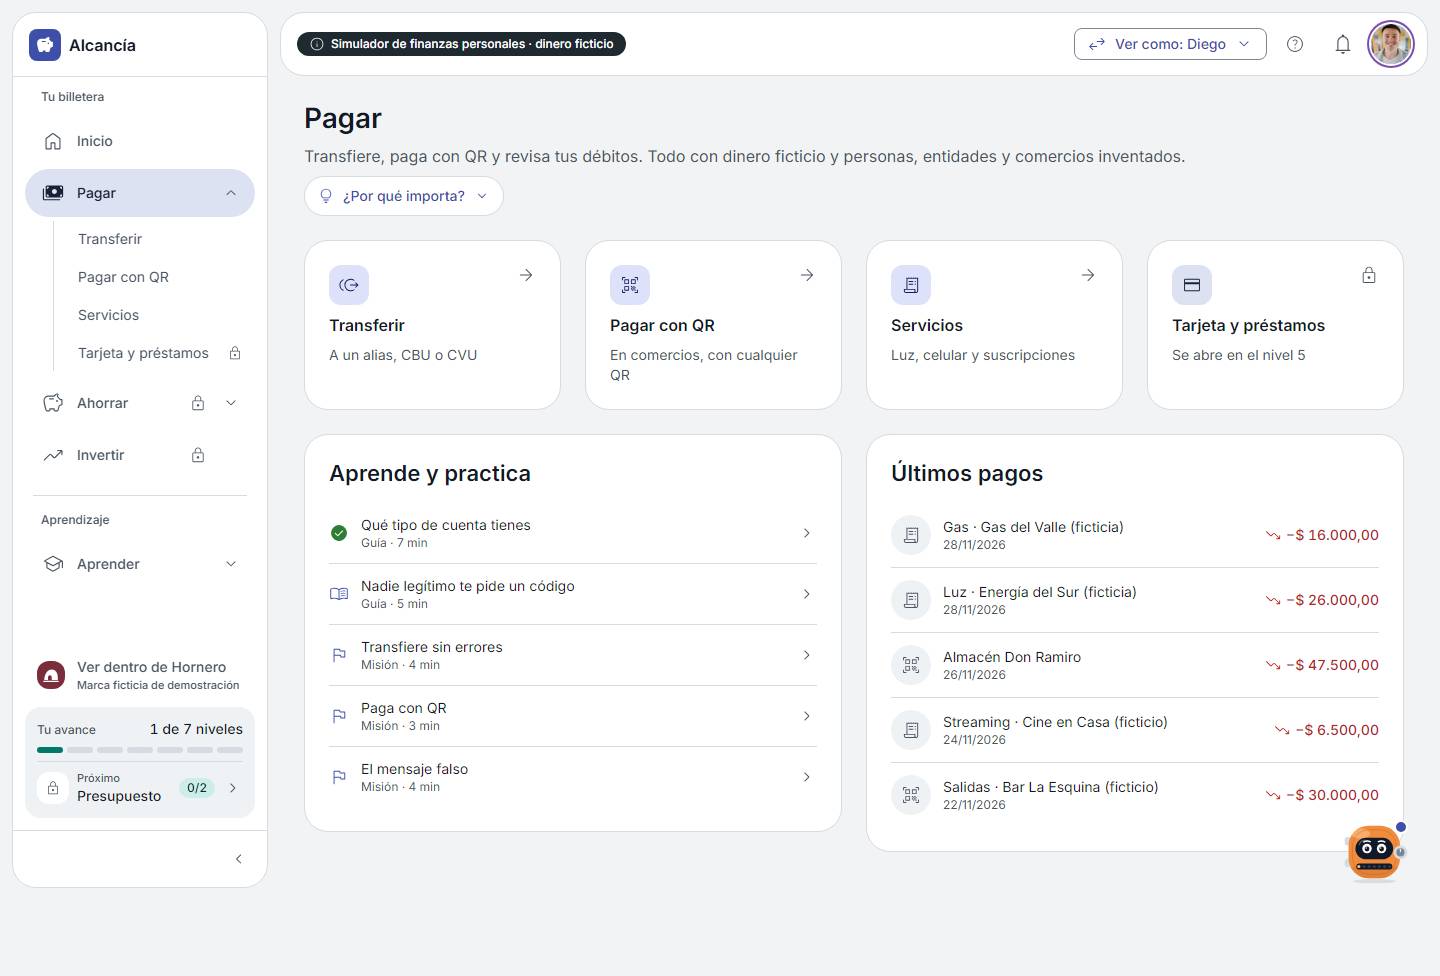 Alcancía
Simulador de finanzas personales · dinero ficticio
Ver como: Diego
Tu billetera
Inicio
Pagar
Transferir
Pagar con QR
Servicios
Tarjeta y préstamos
Ahorrar
Invertir
Aprendizaje
Aprender
Ver dentro de Hornero
Marca ficticia de demostración
Tu avance
1 de 7 niveles
Próximo
Presupuesto
0/2
Pagar
Transfiere, paga con QR y revisa tus débitos. Todo con dinero ficticio y personas, entidades y comercios inventados.
¿Por qué importa?
Transferir
A un alias, CBU o CVU
Pagar con QR
En comercios, con cualquier
QR
Servicios
Luz, celular y suscripciones
Tarjeta y préstamos
Se abre en el nivel 5
Aprende y practica
Qué tipo de cuenta tienes
Guía · 7 min
Nadie legítimo te pide un código
Guía · 5 min
Transfiere sin errores
Misión · 4 min
Paga con QR
Misión · 3 min
El mensaje falso
Misión · 4 min
Últimos pagos
Gas · Gas del Valle (ficticia)
28/11/2026
−$ 16.000,00
Luz · Energía del Sur (ficticia)
28/11/2026
−$ 26.000,00
Almacén Don Ramiro
26/11/2026
−$ 47.500,00
Streaming · Cine en Casa (ficticio)
24/11/2026
−$ 6.500,00
Salidas · Bar La Esquina (ficticio)
22/11/2026
−$ 30.000,00